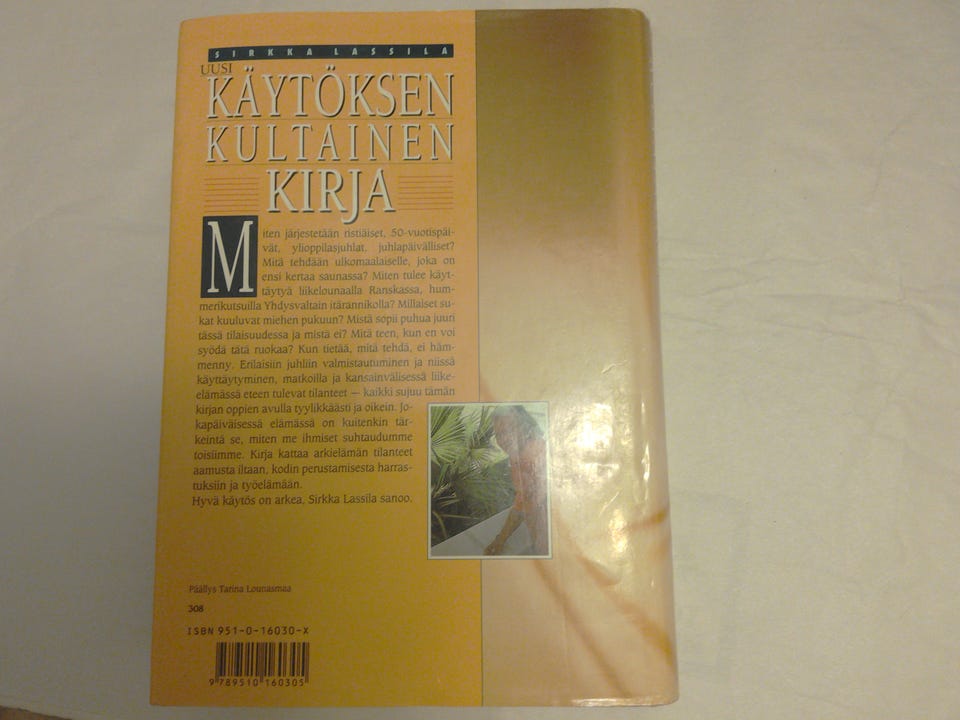 SIRKKA LASSILA
UUSI
KÄYTÖKSEN
KULTAINEN
KIRJA
Miten järjestetään ristiäiset, 50-vuotispäi-
vät, ylioppilasjuhlat, juhlapäivälliset?
Mitä tehdään ulkomaalaiselle, joka on
ensi kertaa saunassa? Miten tulee käyt-
täytyä liikelounaalla Ranskassa, hum-
merikutsuilla Yhdysvaltain itärannikolla? Millaiset su-
kat kuuluvat miehen pukuun? Mistä sopii puhua juuri
tässä tilaisuudessa ja mistä ei? Mitä teen, kun en voi
syödä tätä ruokaa? Kun tietää, mitä tehdä, ei häm-
menny. Erilaisiin juhliin valmistautuminen ja niissä
käyttäytyminen, matkoilla ja kansainvälisessä liike-
elämässä eteen tulevat tilanteet — kaikki sujuu tämän
kirjan oppien avulla tyylikkäästi ja oikein. Jo-
kapäiväisessä elämässä on kuitenkin tär-
keintä se, miten me ihmiset suhtaudumme
toisiimme. Kirja kattaa arkielämän tilanteet
aamusta iltaan, kodin perustamisesta harras-
tuksiin ja työelämään.
Hyvä käytös on arkea, Sirkka Lassila sanoo.
Päällys Tarina Lounasmaa
308
ISBN 951-0-16030-X
9 789510 160305